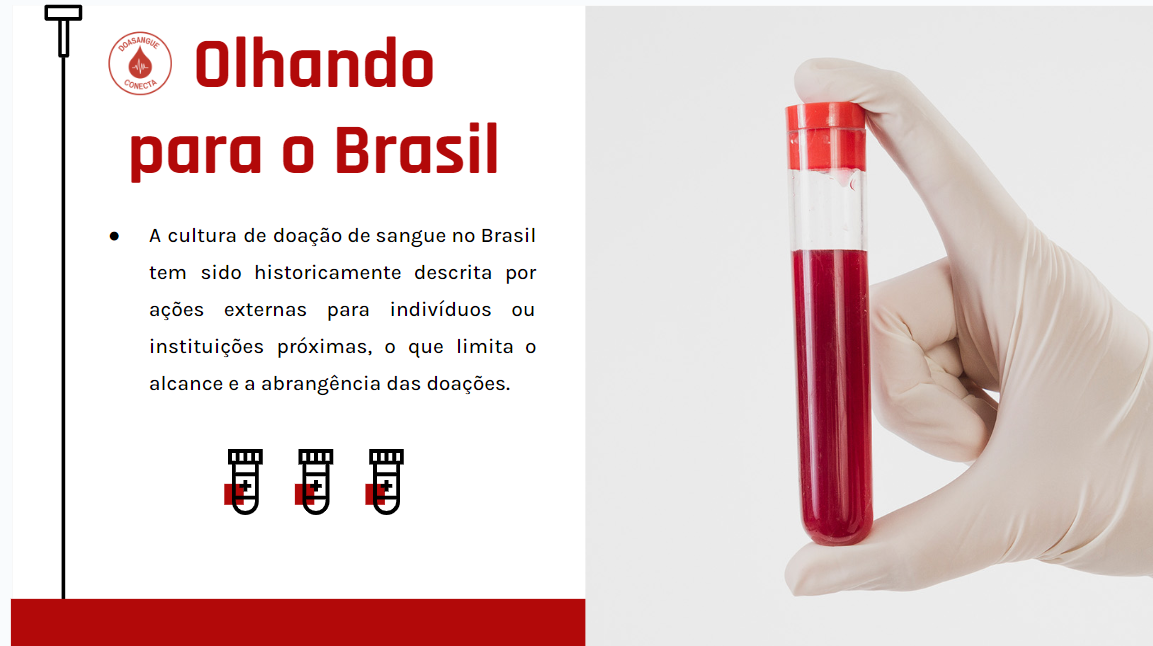 DOASANGUE
CONECTA
Olhando
para o Brasil
● A cultura de doação de sangue no Brasil
tem sido historicamente descrita por
ações externas para indivíduos ou
instituições próximas, o que limita o
alcance e a abrangência das doações.